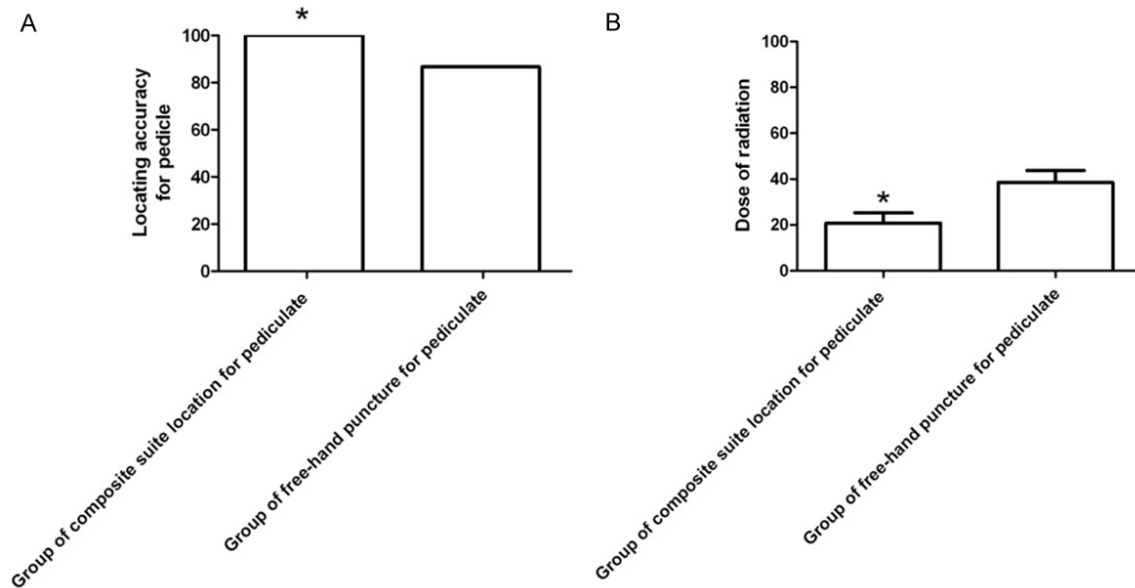 A
*
Locating accuracy
for pedicle
100
80
60
40
20
0
Group of composite suite location for pediculate
Group of free-hand puncture for pediculate
B
Dose of radiation
100
80
60
40
20
0
*
Group of composite suite location for pediculate
Group of free-hand puncture for pediculate